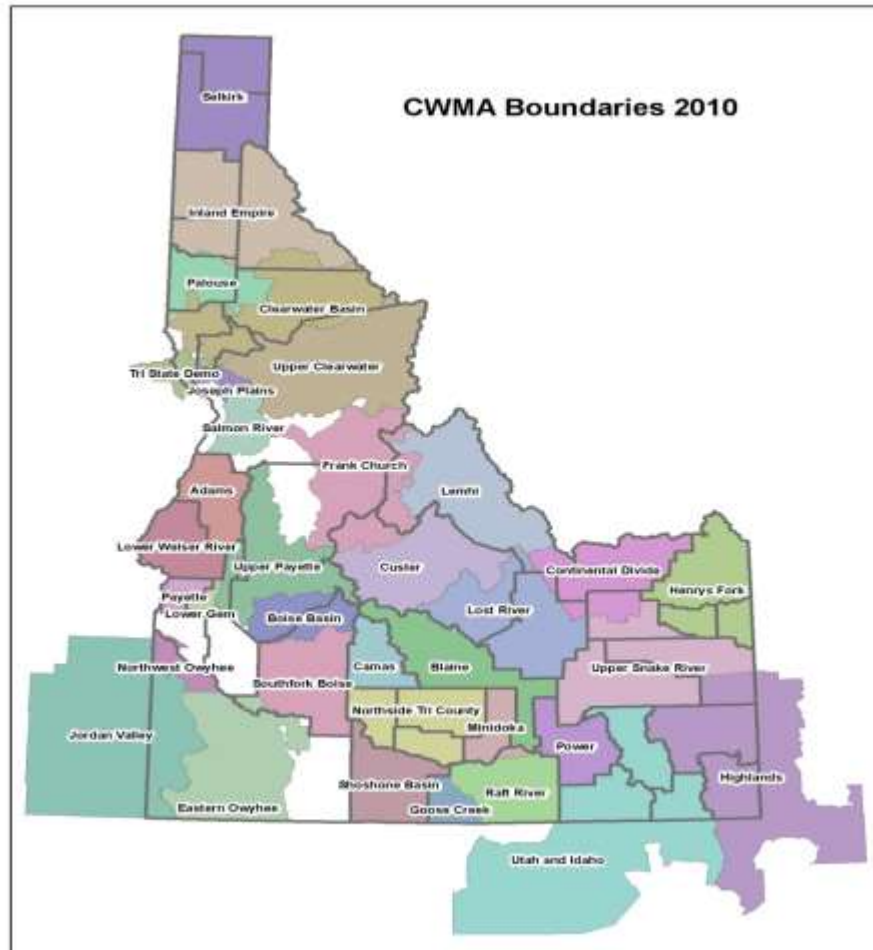 CWMA Boundaries 2010
Selkirk
Inland Empire
Palouse
Clearwater Basin
Upper Clearwater
Tri State Demo
Joseph Plains
Salmon River
Frank Church
Lemhi
Adams
Lower Weiser River
Upper Payette
Custer
Continental Divide
Henrys Fork
Payette
Lower Gem
Boise Basin
Lost River
Northwest Owyhee
Camas
Blaine
Upper Snake River
Southfork Boise
Northside Tri County
Minidoka
Jordan Valley
Power
Highlands
Shoshone Basin
Raft River
Eastern Owyhee
Goose Creek
Utah and Idaho